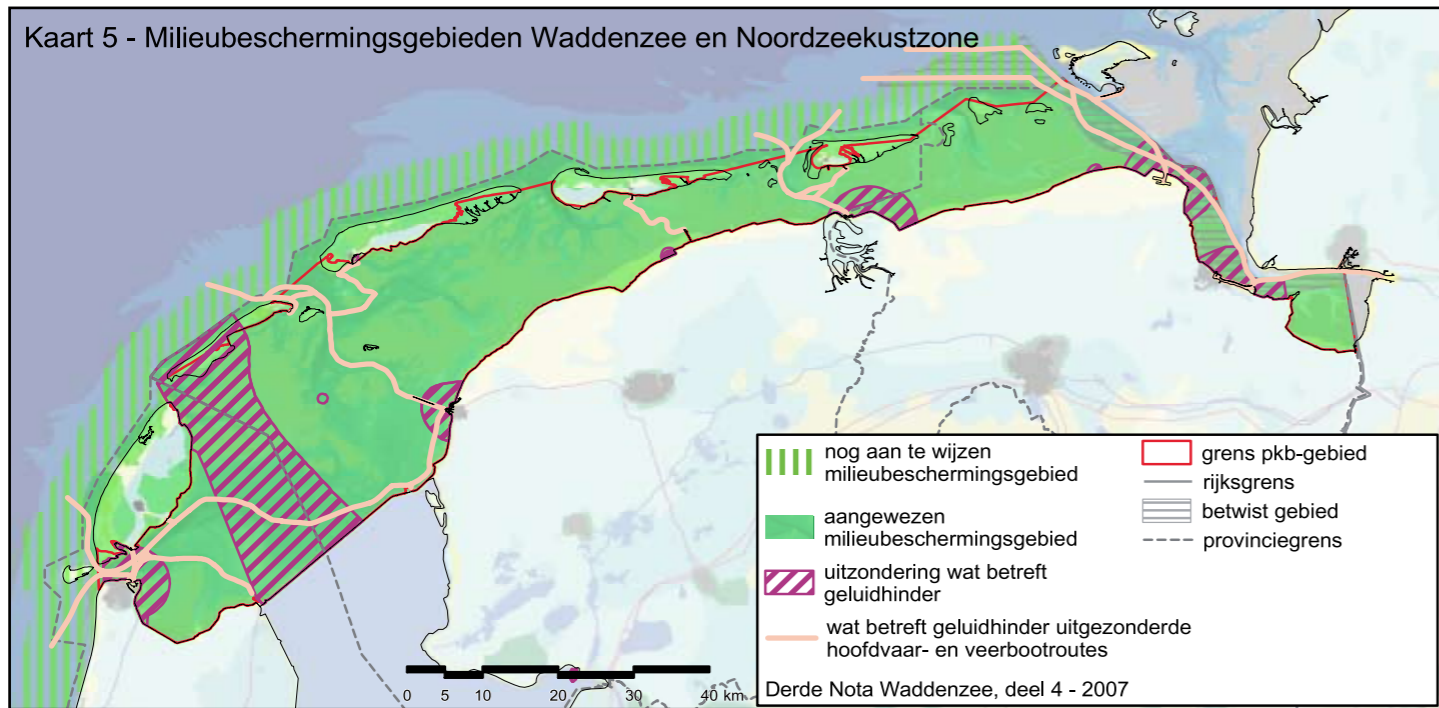 Kaart 5 - Milieubeschermingsgebieden Waddenzee en Noordzeekustzone
nog aan te wijzen
milieubeschermingsgebied
aangewezen
milieubeschermingsgebied
uitzondering wat betreft
geluidhinder
wat betreft geluidhinder uitgezonderde
hoofdvaar- en veerbootroutes
grens pkb-gebied
rijksgrens
betwist gebied
provinciegrens
Derde Nota Waddenzee, deel 4 - 2007
0 5 10 20 30 40 km